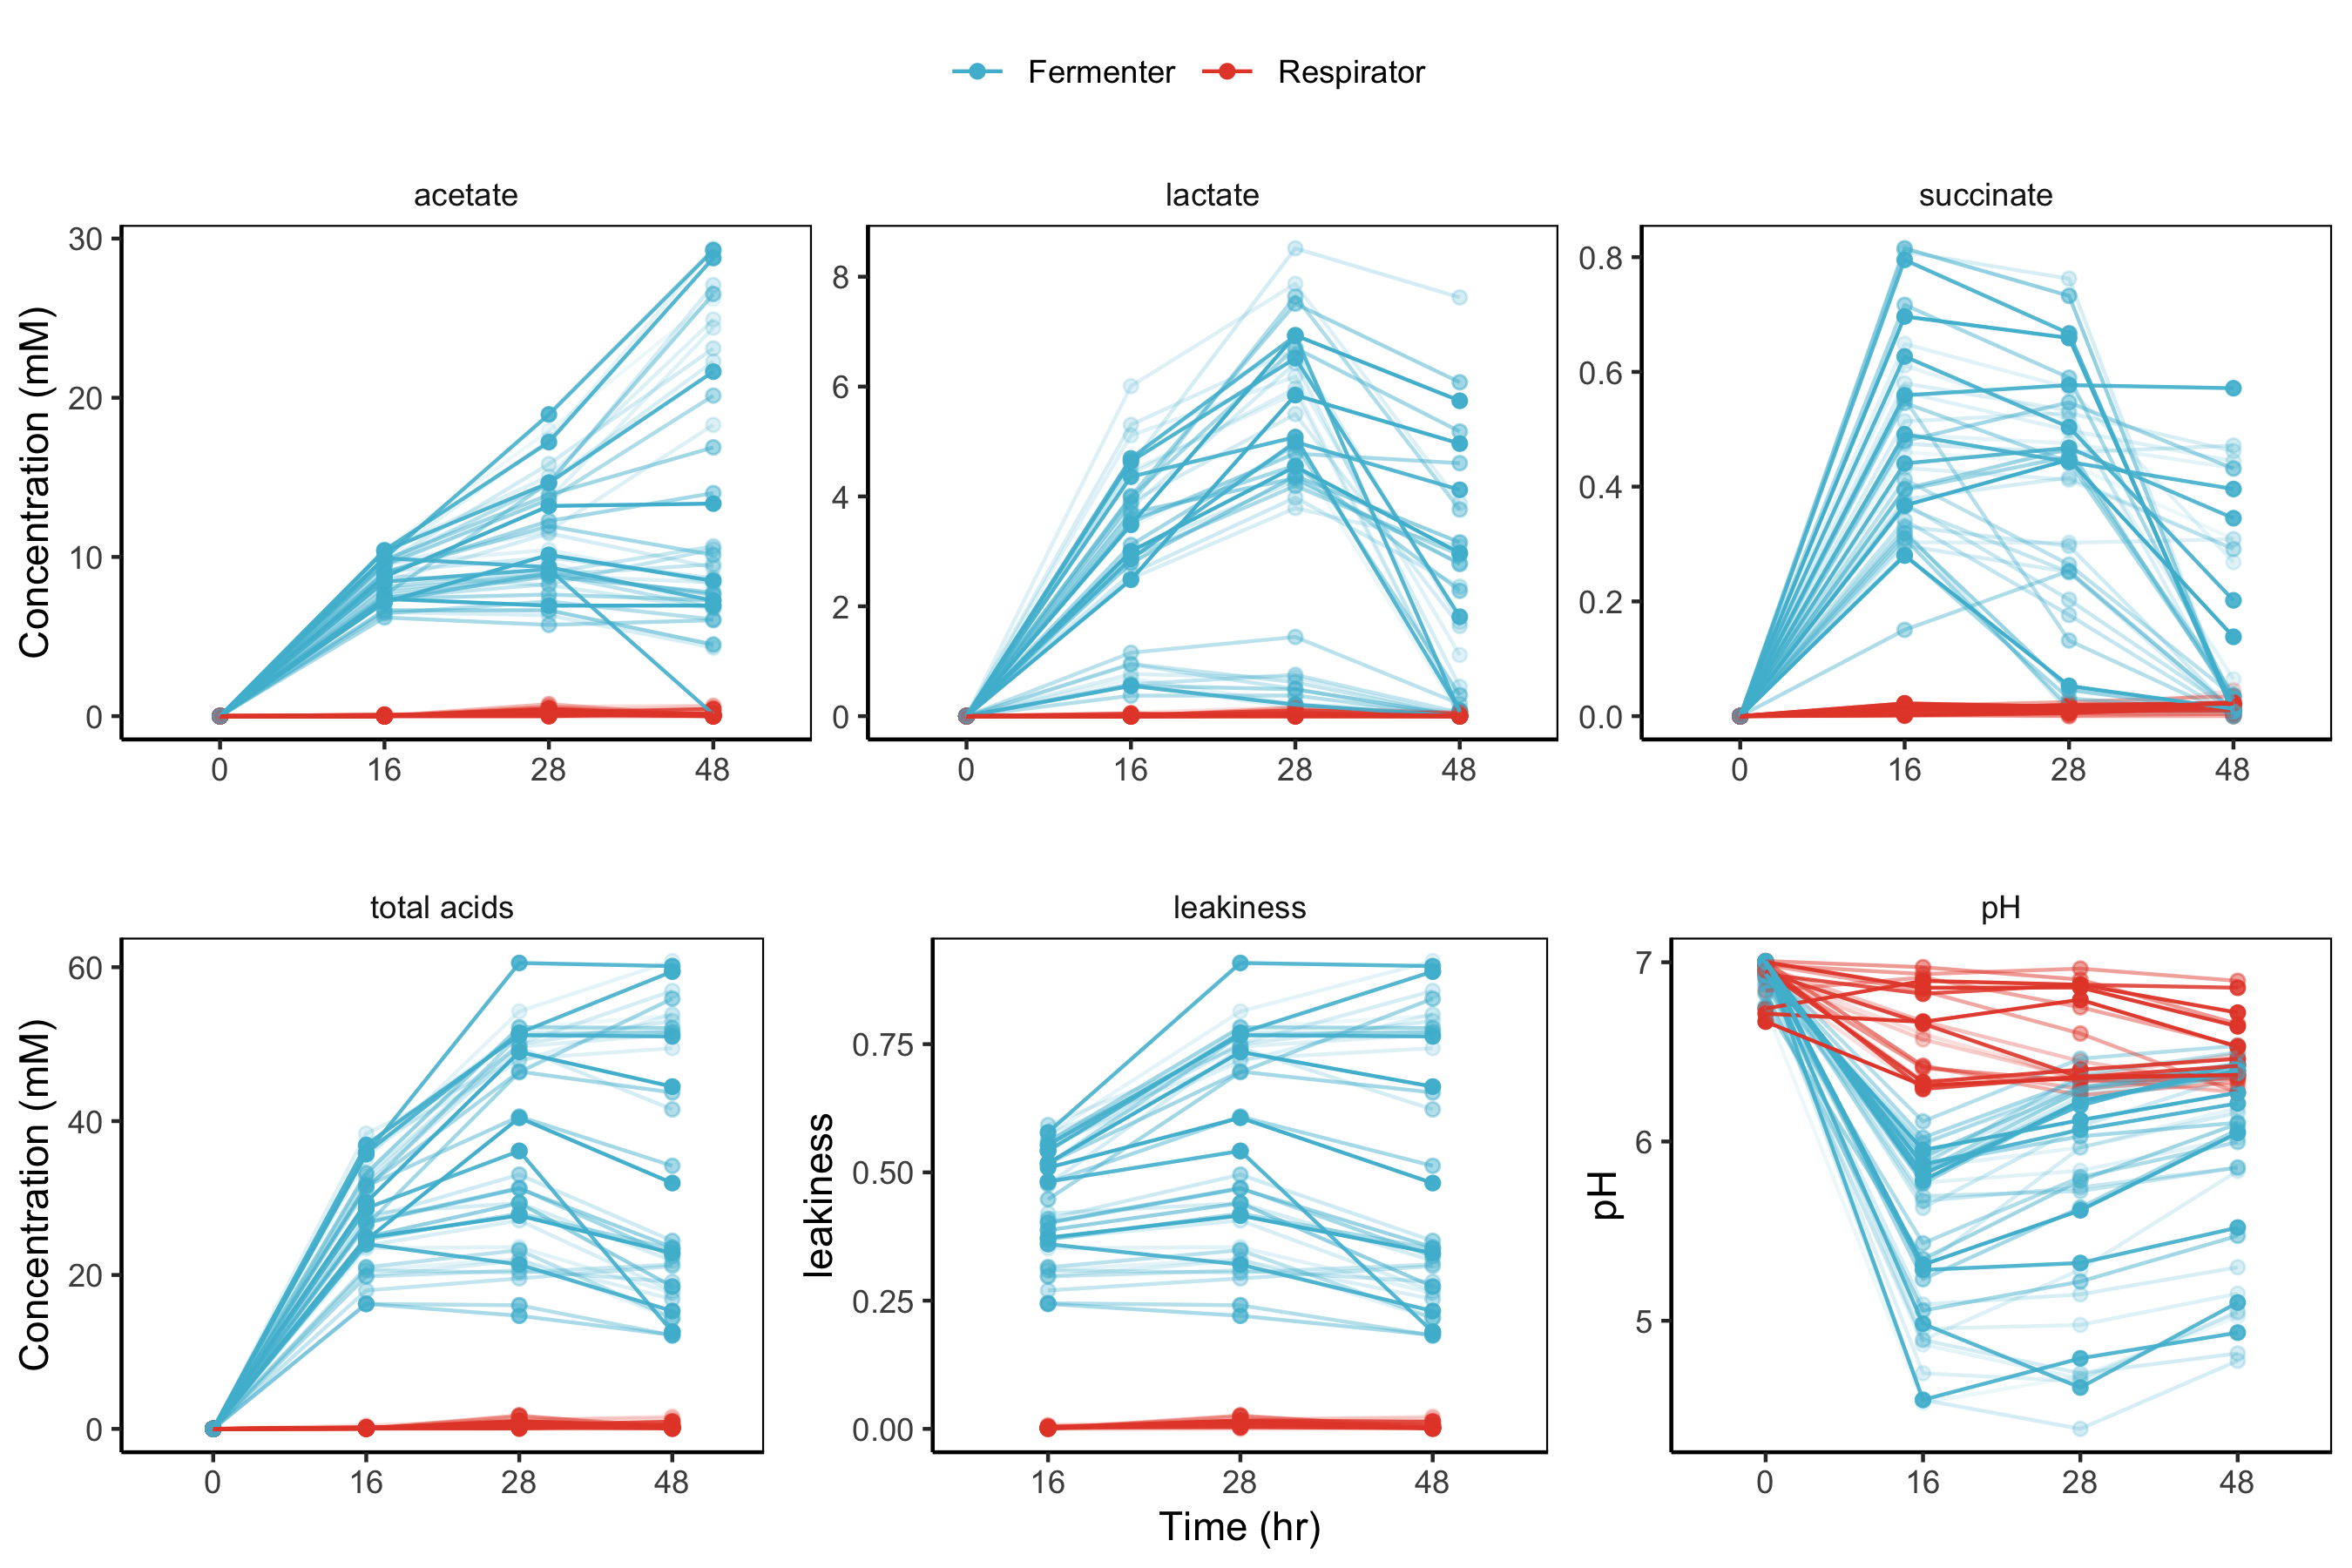 Fermenter Respirator
acetate lactate succinate
Concentration (mM)
30
20
10
0
0 16 28 48
8
6
4
2
0
0 16 28 48
0.8
0.6
0.4
0.2
0.0
0 16 28 48
total acids leakiness pH
Concentration (mM)
60
40
20
0
0 16 28 48
leakiness
0.75
0.50
0.25
0.00
16 28 48
pH
7
6
5
0 16 28 48
Time (hr)